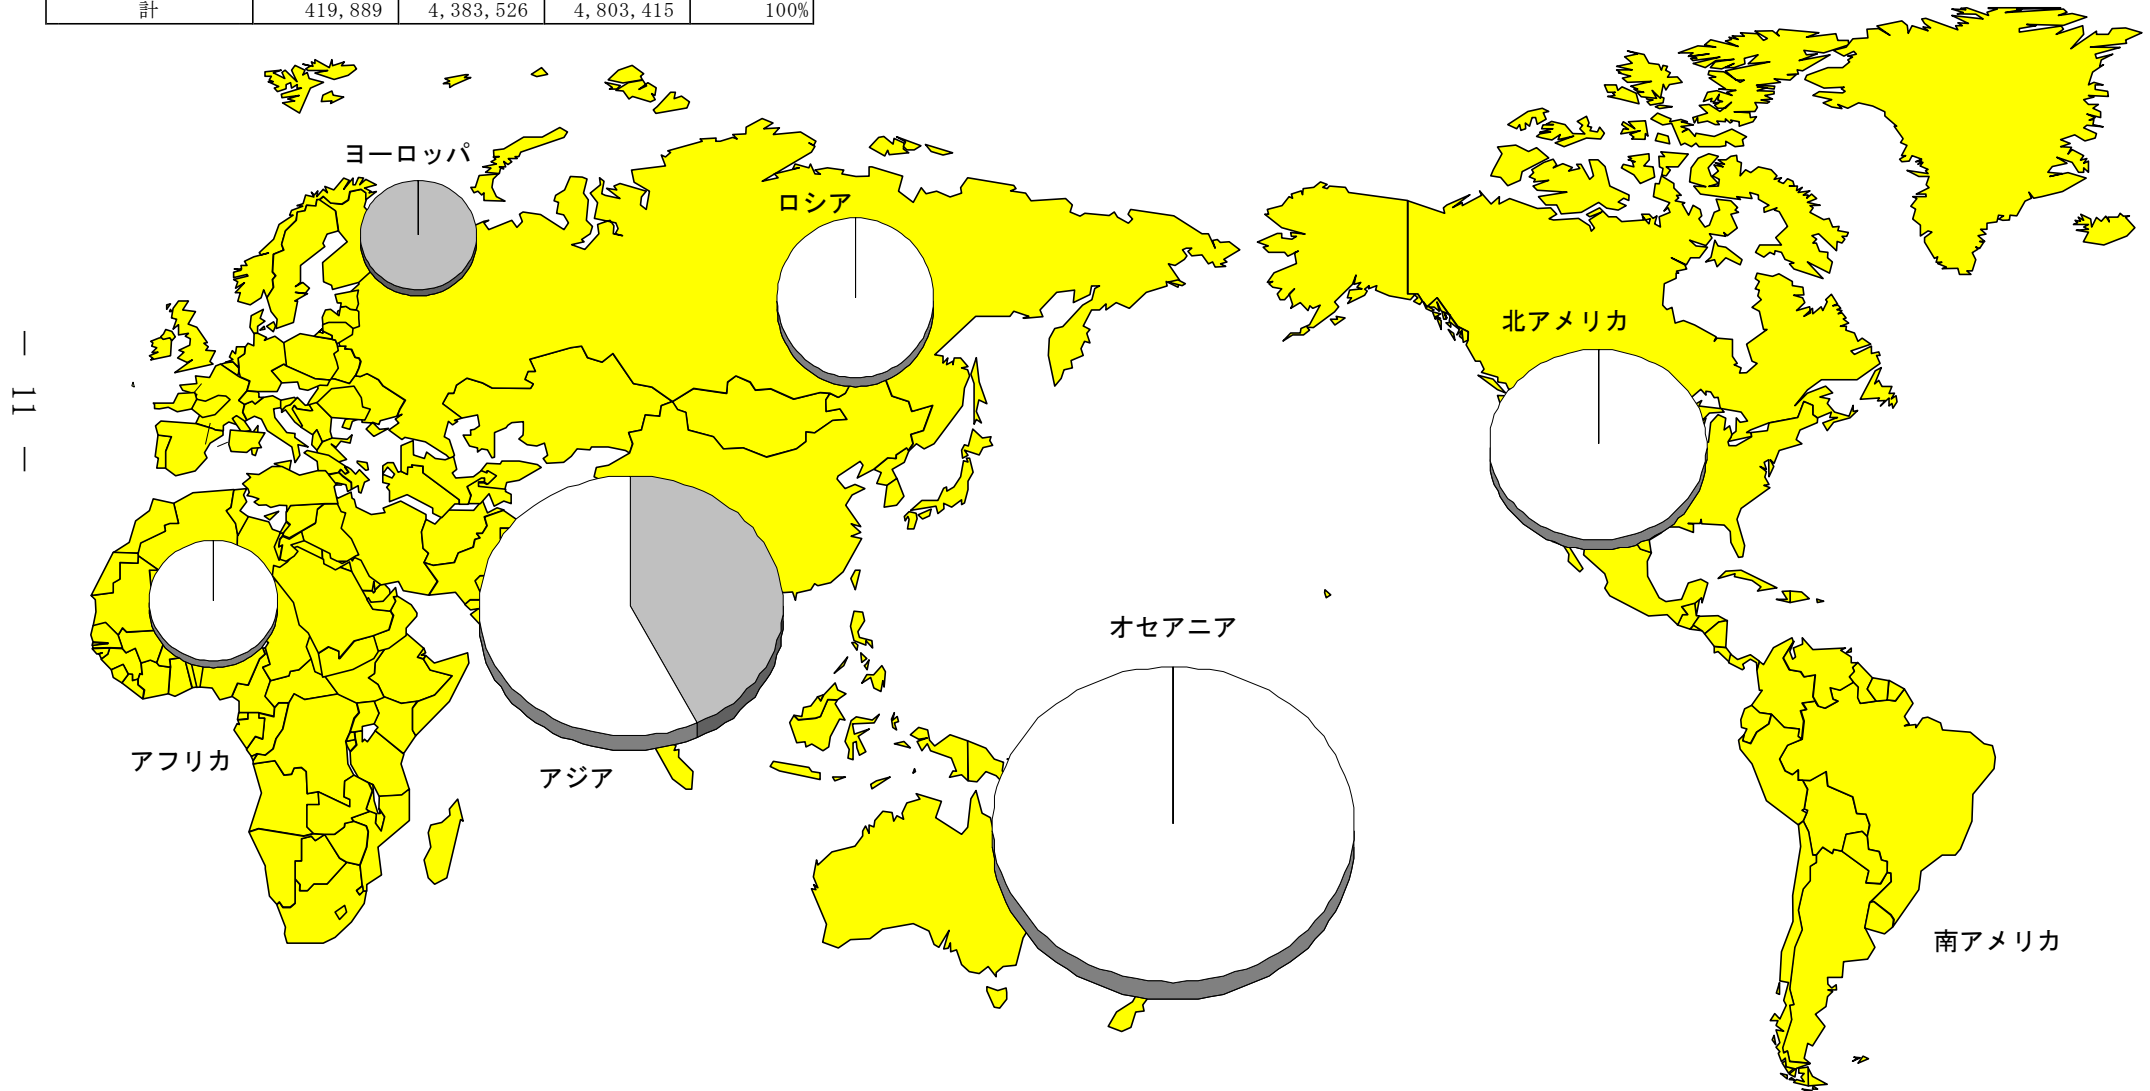 計 419,889 4,383,526 4,803,415 100%
ヨーロッパ
ロシア
北アメリカ
— 11 —
オセアニア
アフリカ
アジア
南アメリカ